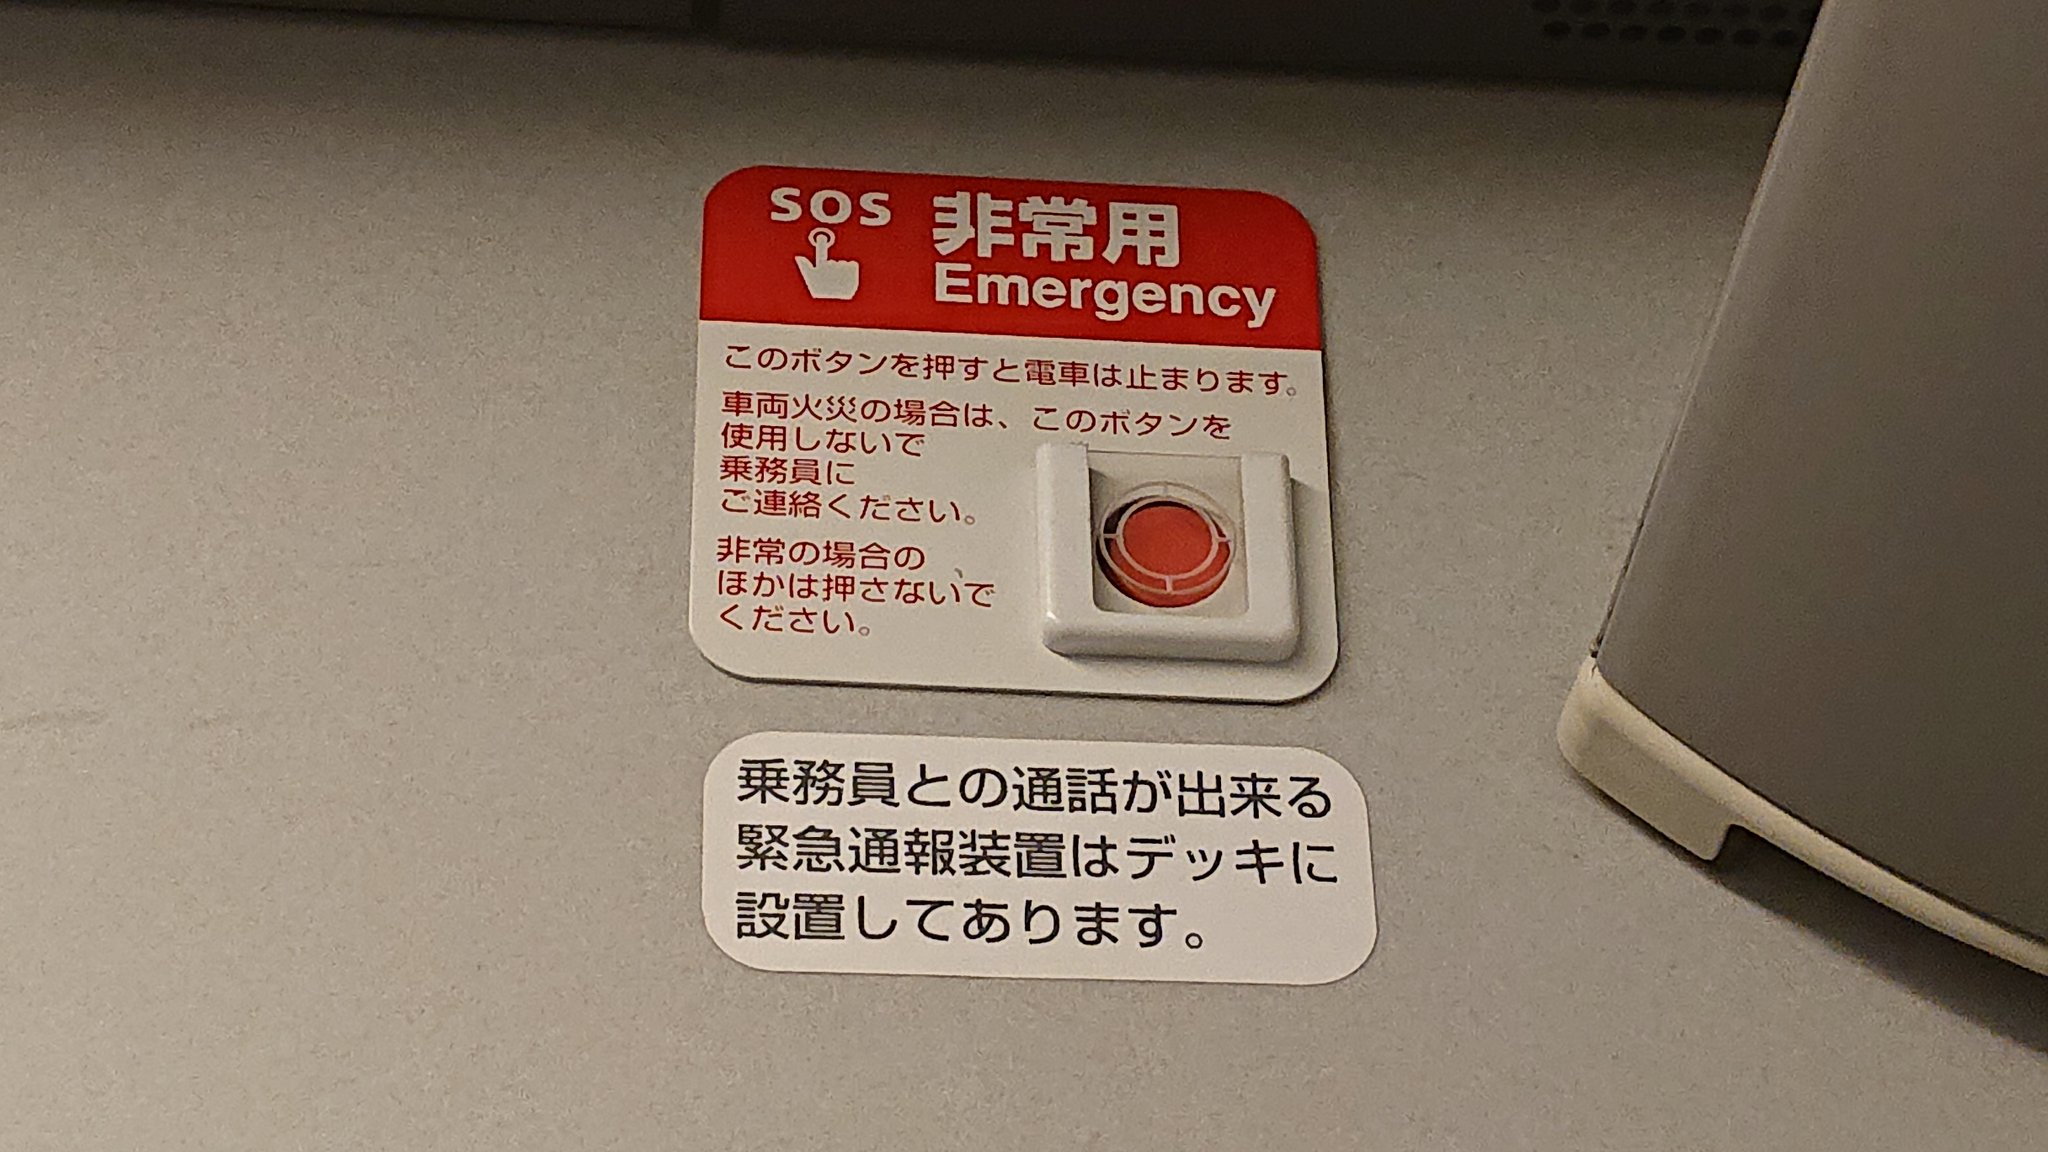 SOS
非常用
Emergency
このボタンを押すと電車は止まります。
車両火災の場合は、このボタンを
使用しないで
乗務員に
ご連絡ください。
非常の場合の
ほかは押さないで
ください。
乗務員との通話が出来る
緊急通報装置はデッキに
設置してあります。